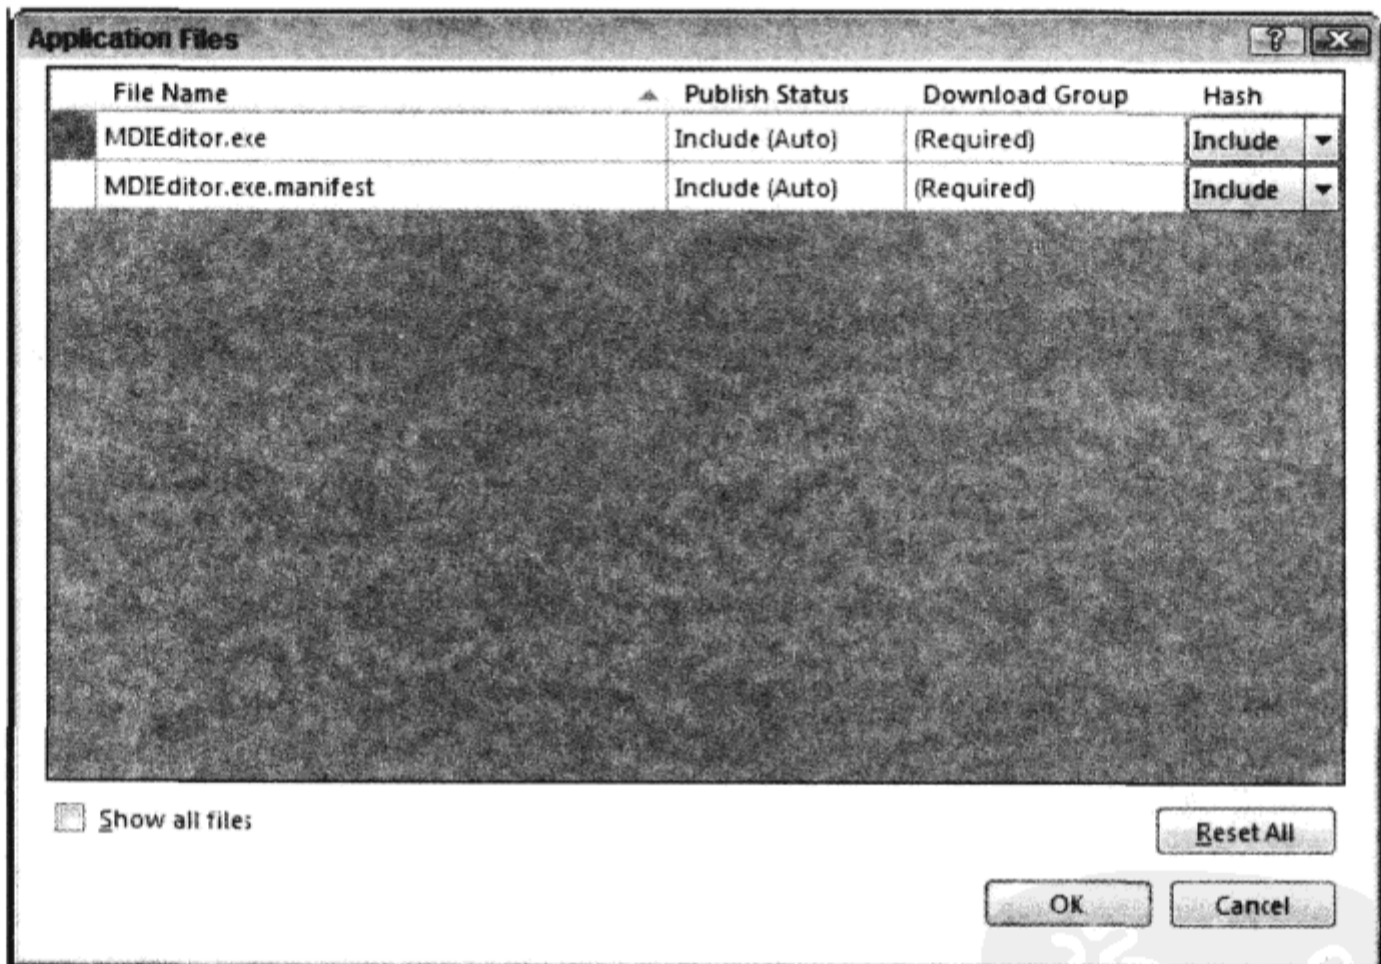 Application Files
File Name Publish Status Download Group Hash
MDIEditor.exe Include (Auto) (Required) Include
MDIEditor.exe.manifest Include (Auto) (Required) Include
Show all files
Reset All
OK Cancel